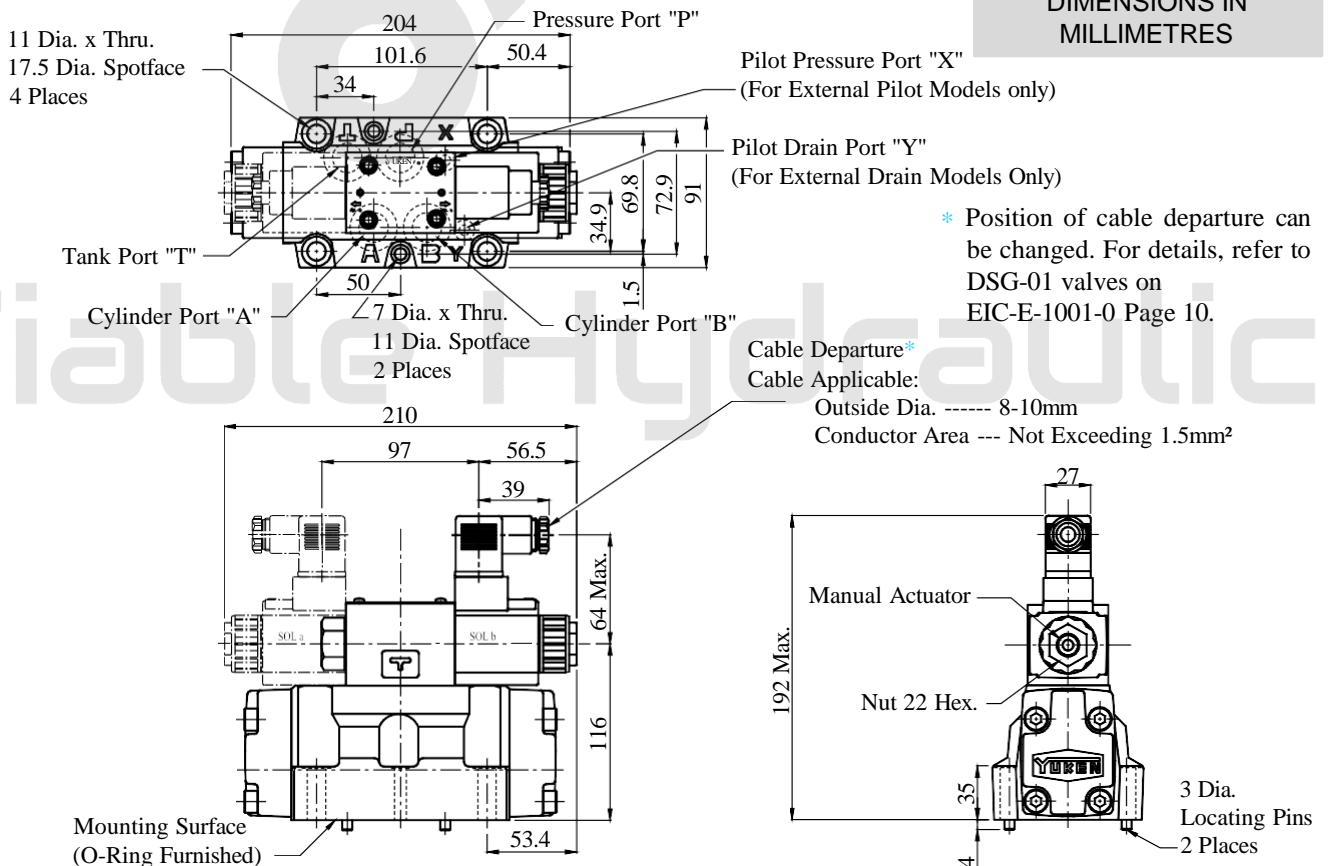 DIMENSIONS IN
MILLIMETRES
11 Dia. x Thru.
17.5 Dia. Spotface
4 Places
204
101.6
50.4
34
Pressure Port "P"
Pilot Pressure Port "X"
(For External Pilot Models only)
Pilot Drain Port "Y"
(For External Drain Models Only)
T P X
YUKEN
34.9
69.8
72.9
91
1.5
A B Y
Tank Port "T"
50
Cylinder Port "A"
7 Dia. x Thru.
11 Dia. Spotface
2 Places
Cylinder Port "B"
* Position of cable departure can
be changed. For details, refer to
DSG-01 valves on
EIC-E-1001-0 Page 10.
iable Hydraulic
Cable Departure*
Cable Applicable:
Outside Dia. ------ 8-10mm
Conductor Area --- Not Exceeding 1.5mm²
210
97
56.5
39
64 Max.
SOL a
SOL b
116
53.4
Mounting Surface
(O-Ring Furnished)
27
192 Max.
Manual Actuator
Nut 22 Hex.
YUKEN
35
4
3 Dia.
Locating Pins
2 Places